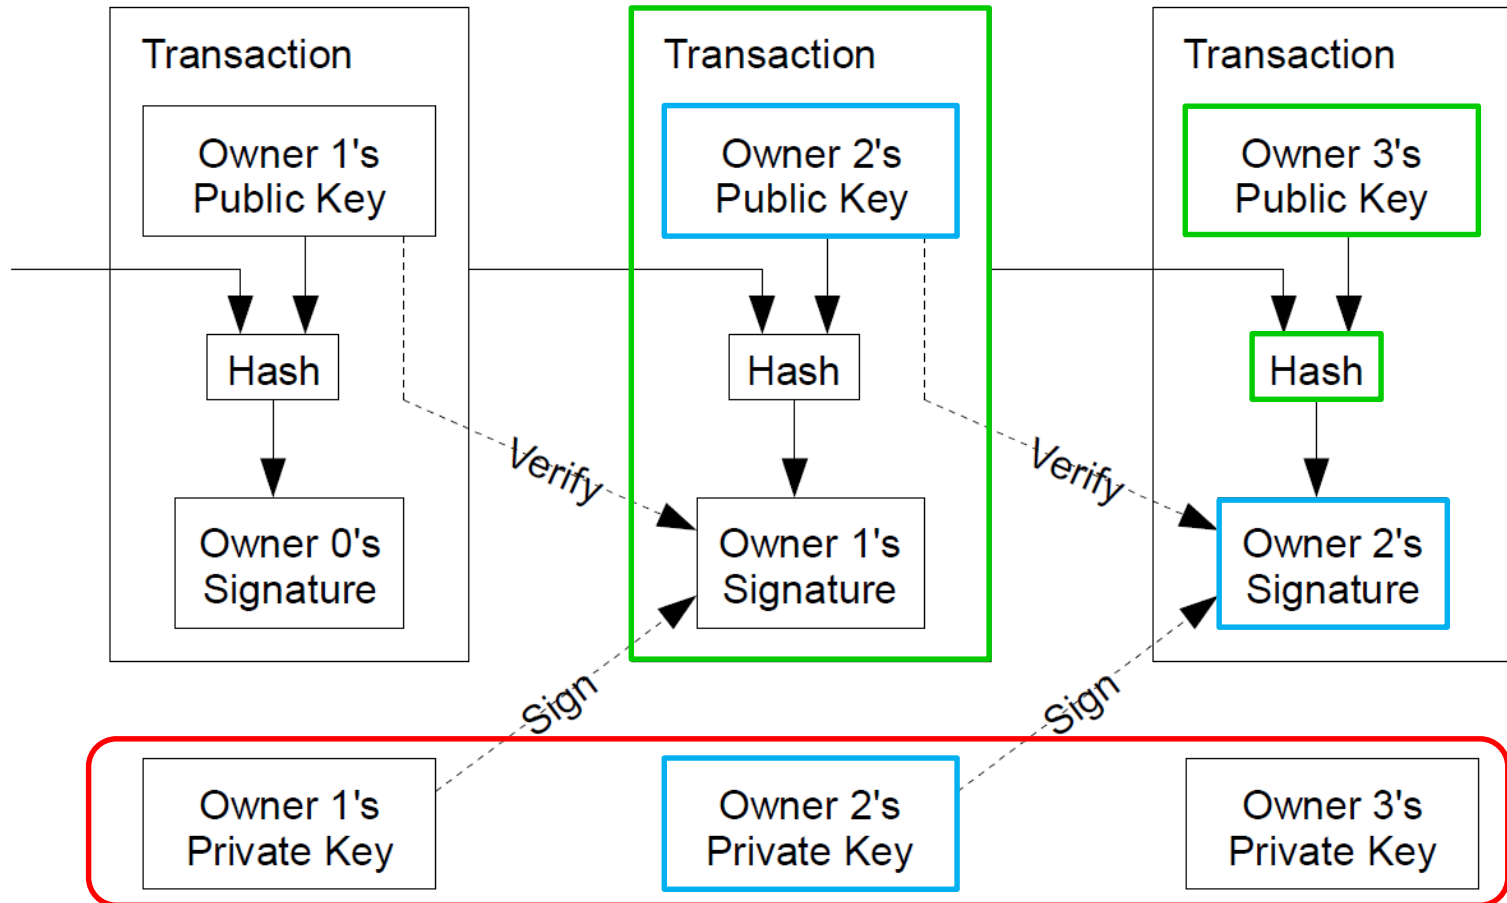 Transaction
Transaction
Transaction
Owner 1's
Public Key
Owner 2's
Public Key
Owner 3's
Public Key
Hash
Hash
Hash
Verify
Verify
Owner 0's
Signature
Owner 1's
Signature
Owner 2's
Signature
Sign
Sign
Owner 1's
Private Key
Owner 2's
Private Key
Owner 3's
Private Key